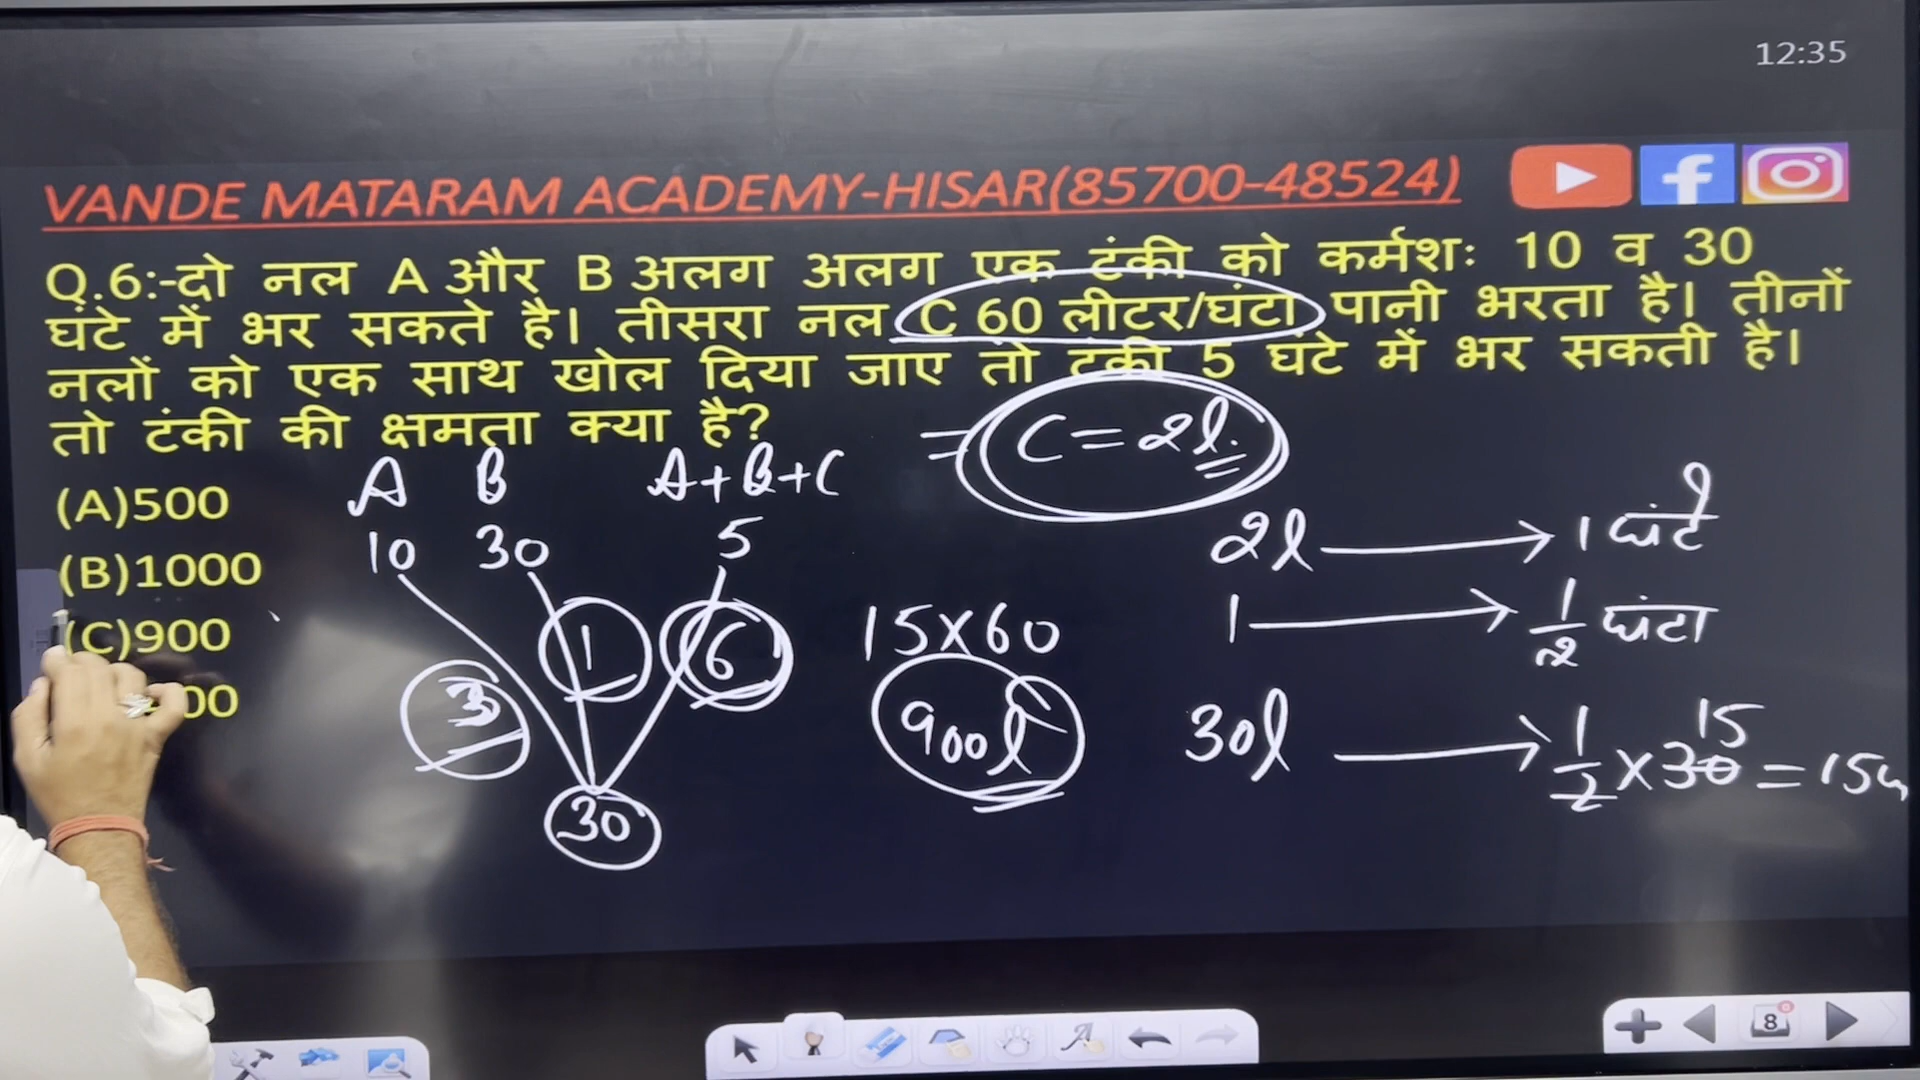 12:35
VANDE MATARAM ACADEMY-HISAR(85700-48524)
Q.6:-दो नल A और B अलग अलग एक टंकी को कर्मशः 10 व 30
घंटे में भर सकते है। तीसरा नल C 60 लीटर/घंटा पानी भरता है। तीनों
नलों को एक साथ खोल दिया जाए तो टंकी 5 घंटे में भर सकती है।
तो टंकी की क्षमता क्या है?
= C = 2l.
(A)500
(B)1000
(C)900
00
A B A+B+C
10 30 5
3 1 6
30
15×60
900l
2l → 1 घंटे
1 → 1/2 घंटा
30l → 1/2 × 30 15 = 15
8